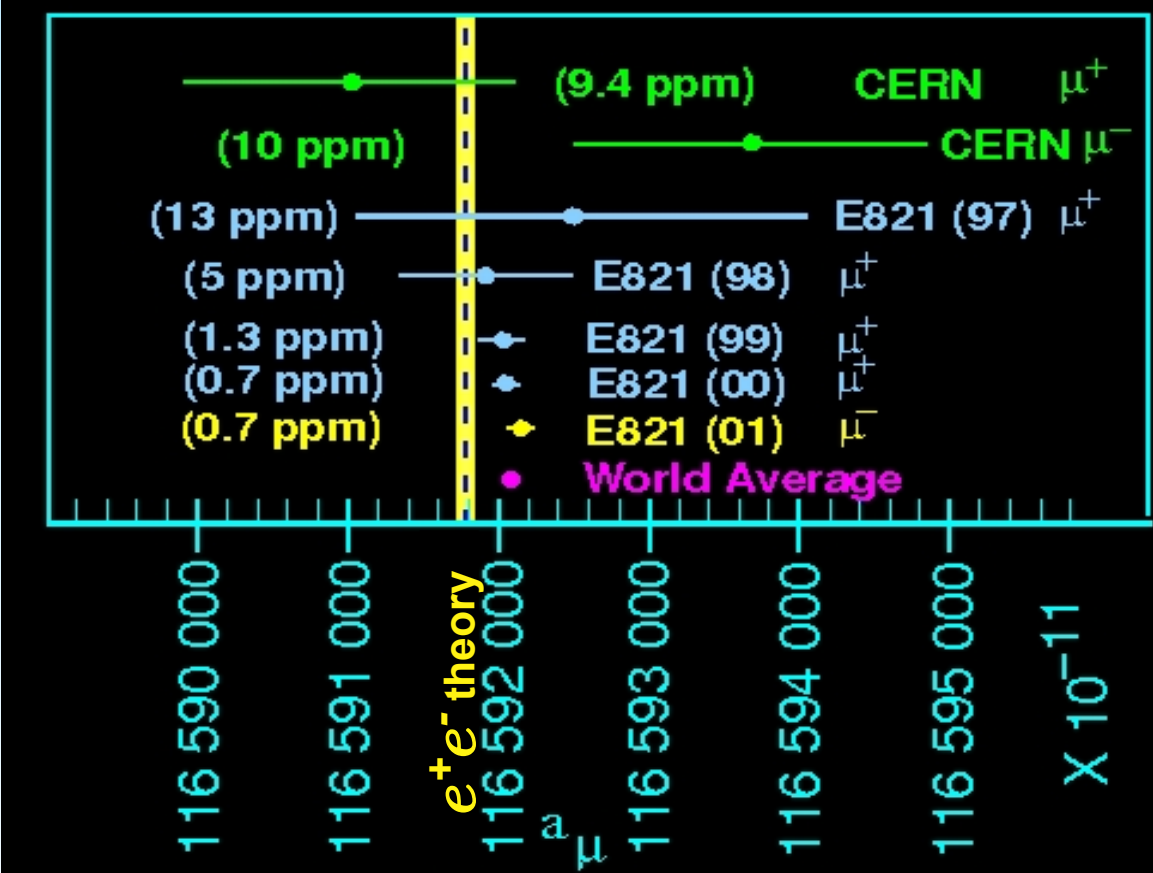 (9.4 ppm) CERN μ+
(10 ppm) CERN μ−
(13 ppm) E821 (97) μ+
(5 ppm) E821 (98) μ+
(1.3 ppm) E821 (99) μ+
(0.7 ppm) E821 (00) μ+
(0.7 ppm) E821 (01) μ−
World Average
116 590 000
116 591 000
e+e- theory
116 592 000
116 593 000
116 594 000
116 595 000
X 10−11
aμ